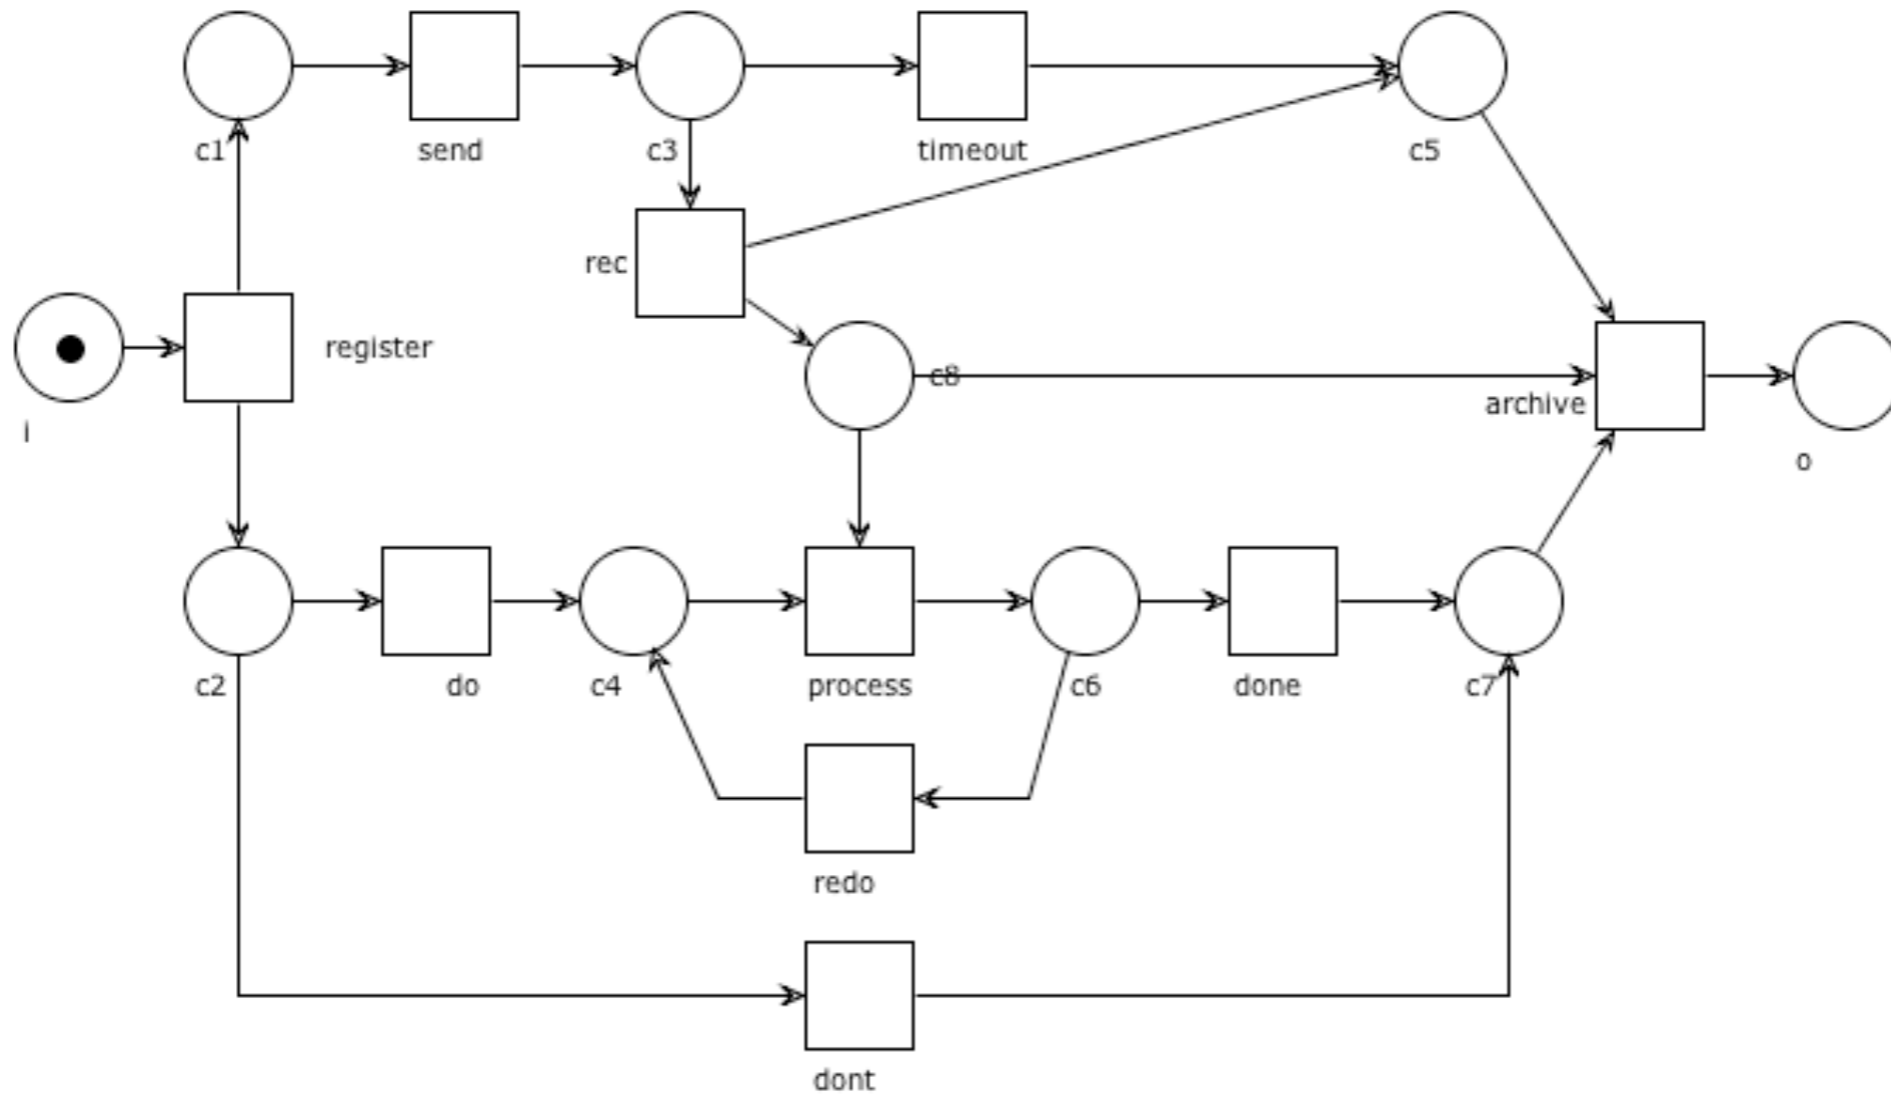 c1
send
c3
timeout
c5
rec
register
i
c8
archive
o
c2
do
c4
process
c6
done
c7
redo
dont